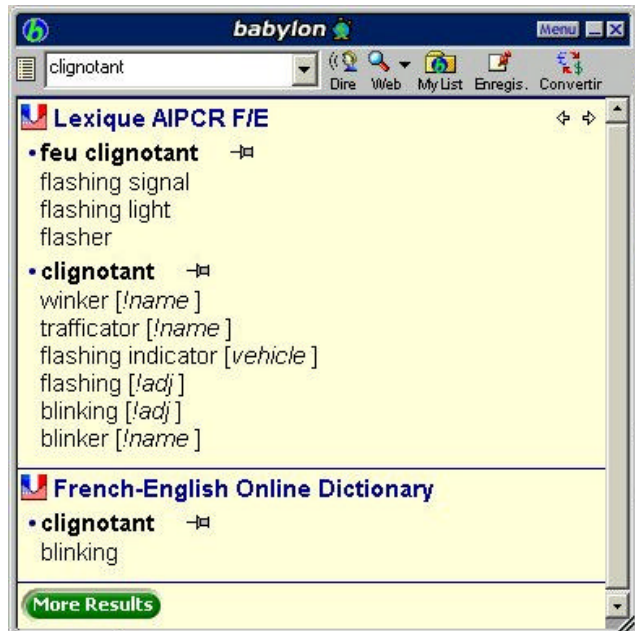 babylon
Menu
clignotant
Dire Web MyList Enregis. Convertir
Lexique AIPCR F/E
•feu clignotant
flashing signal
flashing light
flasher
•clignotant
winker [!name ]
trafficator [!name ]
flashing indicator [vehicle ]
flashing [!adj ]
blinking [!adj ]
blinker [!name ]
French-English Online Dictionary
•clignotant
blinking
More Results